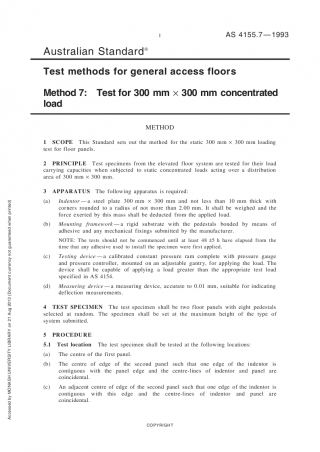 1
AS 4155.7—1993
Australian Standard®
Test methods for general access floors
Method 7: Test for 300 mm × 300 mm concentrated
load
METHOD
1 SCOPE This Standard sets out the method for the static 300 mm × 300 mm loading
test for floor panels.
2 PRINCIPLE Test specimens from the elevated floor system are tested for their load
carrying capacities when subjected to static concentrated loads acting over a distribution
area of 300 mm × 300 mm.
3 APPARATUS The following apparatus is required:
(a) Indentor—a steel plate 300 mm × 300 mm and not less than 10 mm thick with
corners rounded to a radius of not more than 2.00 mm. It shall be weighed and the
force exerted by this mass shall be deducted from the applied load.
(b) Mounting framework—a rigid substrate with the pedestals bonded by means of
adhesive and any mechanical fixings submitted by the manufacturer.
NOTE: The tests should not be commenced until at least 48 ±5 h have elapsed from the
time that any adhesive used to install the specimen were first applied.
(c) Testing device—a calibrated constant pressure ram complete with pressure gauge
and pressure controller, mounted on an adjustable gantry, for applying the load. The
device shall be capable of applying a load greater than the appropriate test load
specified in AS 4154.
(d) Measuring device—a measuring device, accurate to 0.01 mm, suitable for indicating
deflection measurements.
4 TEST SPECIMEN The test specimen shall be two floor panels with eight pedestals
selected at random. The specimen shall be set at the maximum height of the type of
system submitted.
5 PROCEDURE
5.1 Test location The test specimen shall be tested at the following locations:
(a) The centre of the first panel.
(b) The centre of edge of the second panel such that one edge of the indentor is
contiguous with the panel edge and the centre-lines of indentor and panel are
coincidental.
(c) An adjacent centre of edge of the second panel such that one edge of the indentor is
contiguous with this edge and the centre-lines of indentor and panel are
coincidental.
COPYRIGHT
Accessed by MONASH UNIVERSITY LIBRARY on 21 Aug 2013 (Document currency not guaranteed when printed)